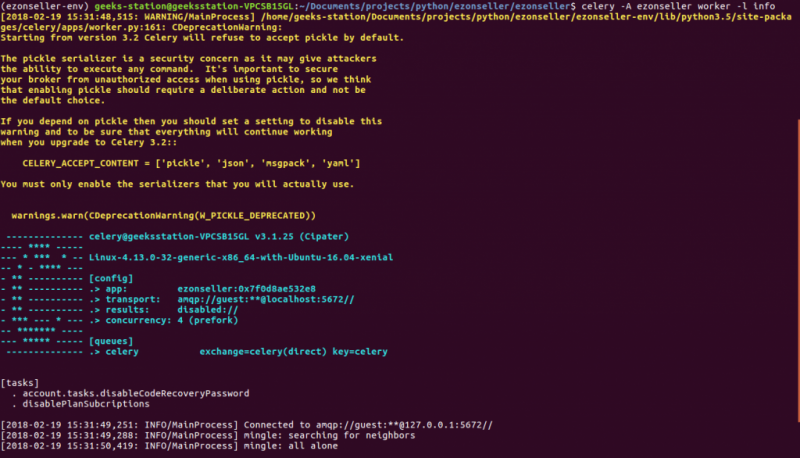 (ezonseller-env) geeks-station@geeksstation-VPCSB15GL:~/Documents/projects/python/ezonseller/ezonseller$ celery -A ezonseller worker -l info
[2018-02-19 15:31:48,515: WARNING/MainProcess] /home/geeks-station/Documents/projects/python/ezonseller/ezonseller-env/lib/python3.5/site-packa
ges/celery/apps/worker.py:161: CDeprecationWarning:
Starting from version 3.2 Celery will refuse to accept pickle by default.

The pickle serializer is a security concern as it may give attackers
the ability to execute any command.  It's important to secure
your broker from unauthorized access when using pickle, so we think
that enabling pickle should require a deliberate action and not be
the default choice.

If you depend on pickle then you should set a setting to disable this
warning and to be sure that everything will continue working
when you upgrade to Celery 3.2::

    CELERY_ACCEPT_CONTENT = ['pickle', 'json', 'msgpack', 'yaml']

You must only enable the serializers that you will actually use.


  warnings.warn(CDeprecationWarning(W_PICKLE_DEPRECATED))

 -------------- celery@geeksstation-VPCSB15GL v3.1.25 (Cipater)
---- **** -----
--- * ***  * -- Linux-4.13.0-32-generic-x86_64-with-Ubuntu-16.04-xenial
-- * - **** ---
- ** ---------- [config]
- ** ---------- .> app:         ezonseller:0x7f0d8ae532e8
- ** ---------- .> transport:   amqp://guest:**@localhost:5672//
- ** ---------- .> results:     disabled://
- *** --- * --- .> concurrency: 4 (prefork)
-- ******* ----
--- ***** ----- [queues]
 -------------- .> celery           exchange=celery(direct) key=celery


[tasks]
  . account.tasks.disableCodeRecoveryPassword
  . disablePlanSubcriptions

[2018-02-19 15:31:49,251: INFO/MainProcess] Connected to amqp://guest:**@127.0.0.1:5672//
[2018-02-19 15:31:49,288: INFO/MainProcess] mingle: searching for neighbors
[2018-02-19 15:31:50,419: INFO/MainProcess] mingle: all alone